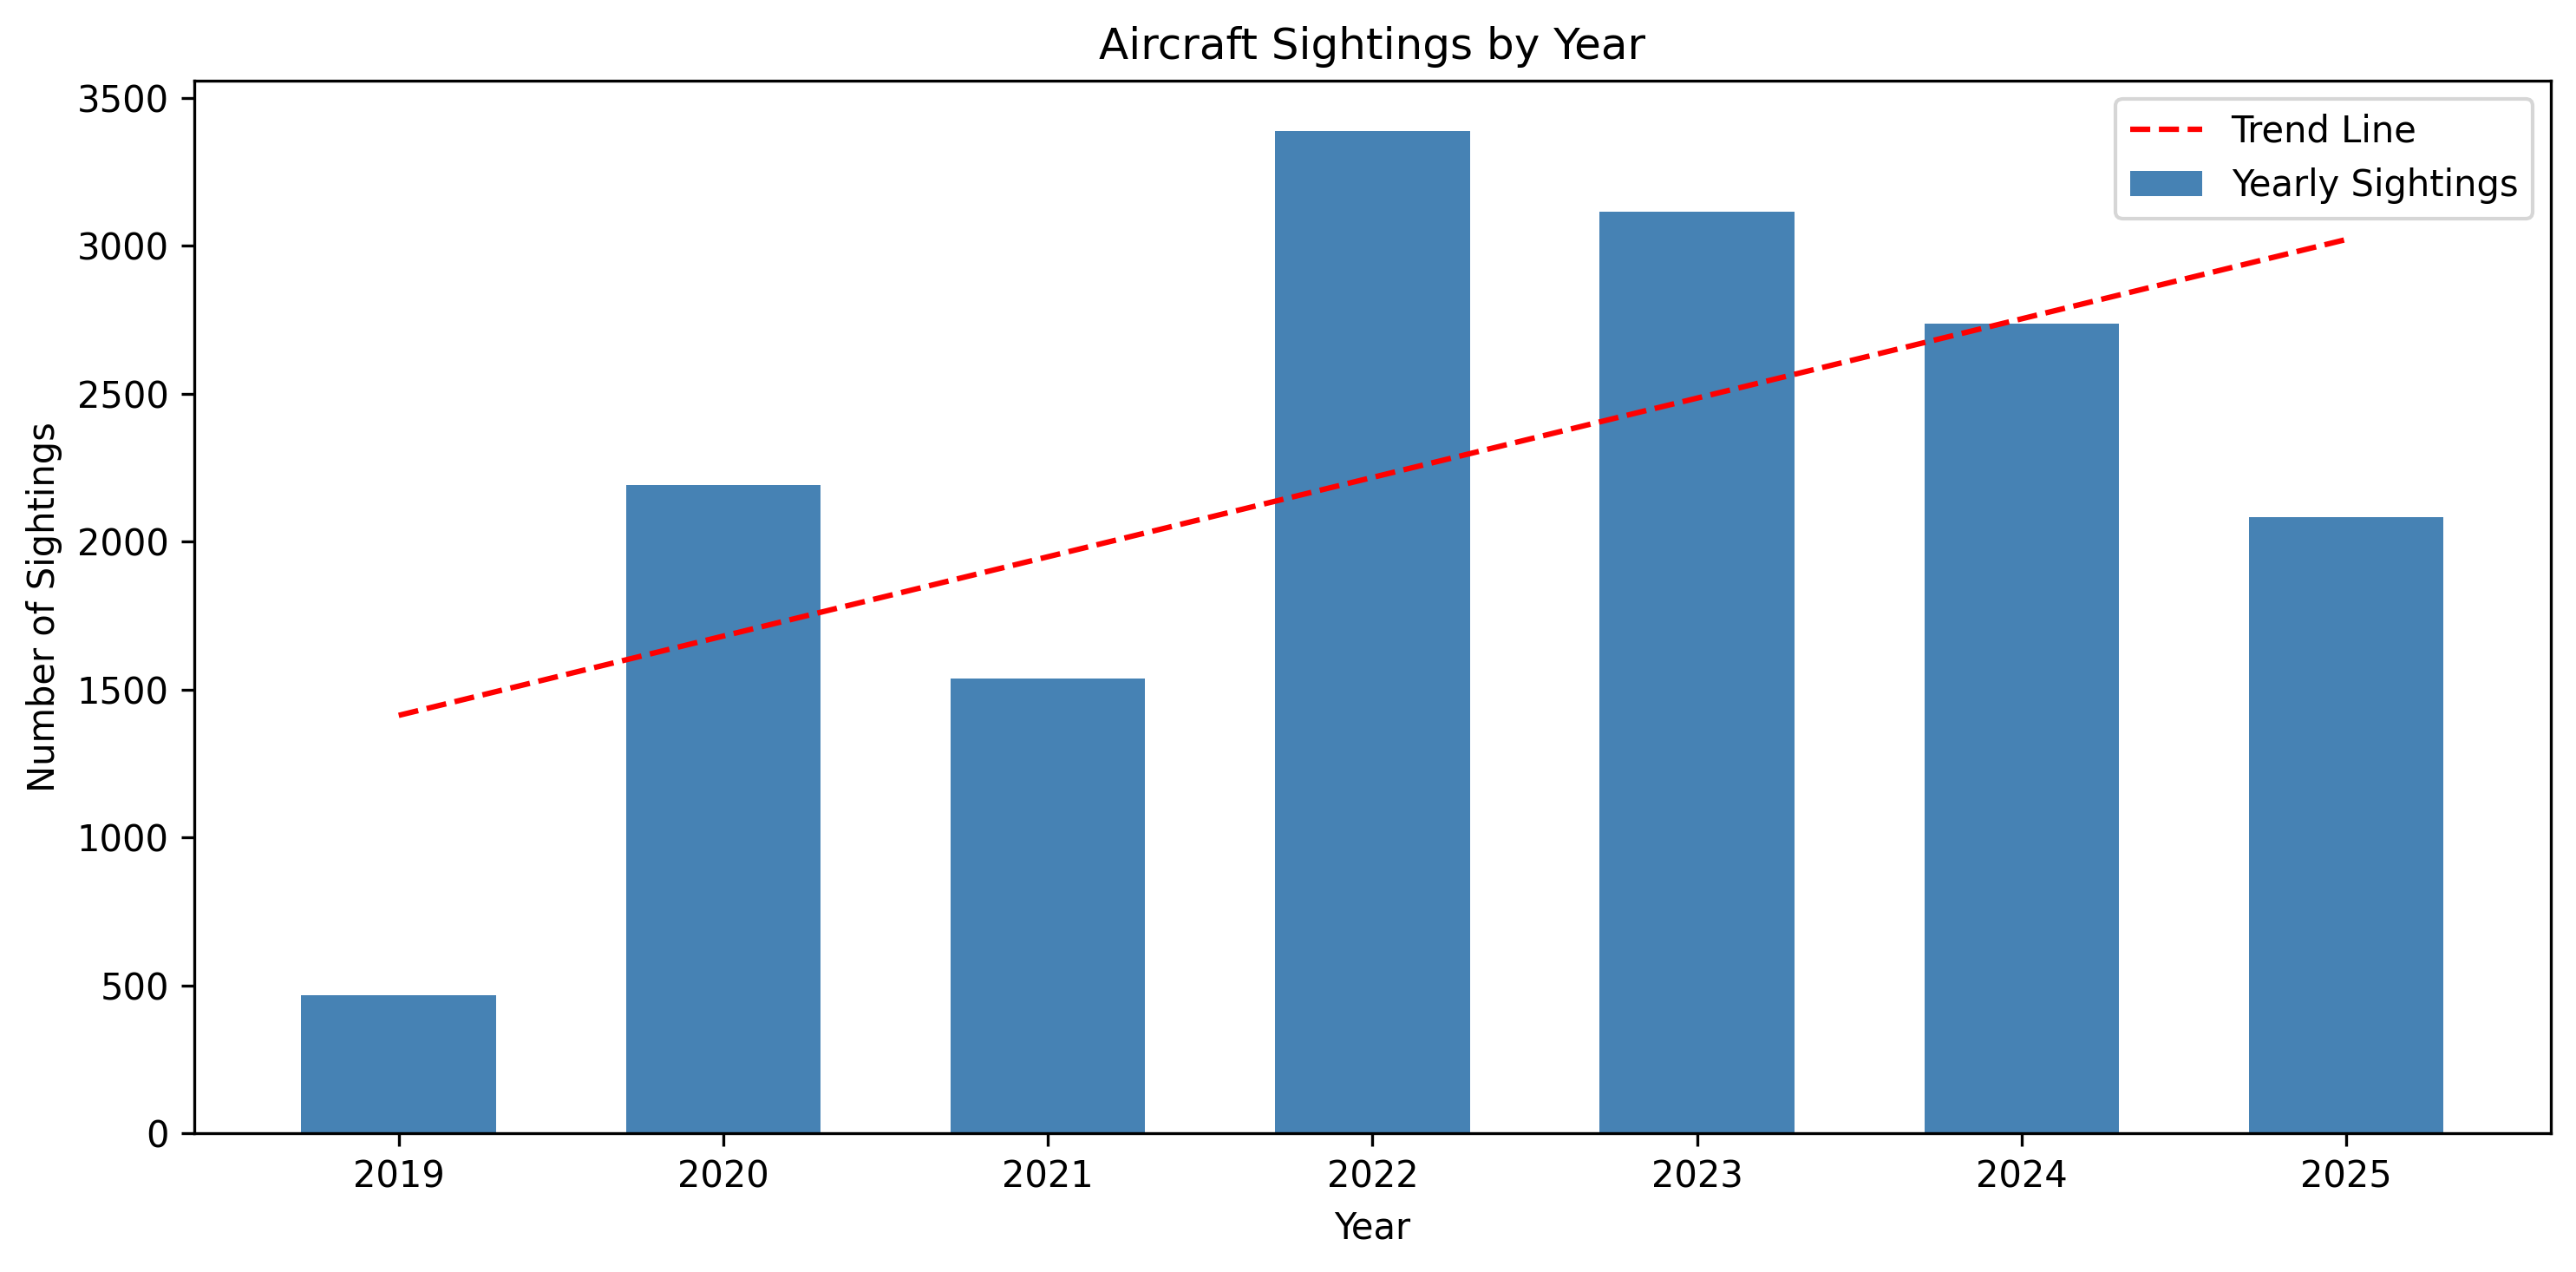 Aircraft Sightings by Year
Number of Sightings
3500
3000
2500
2000
1500
1000
500
0
Trend Line
Yearly Sightings
2019 2020 2021 2022 2023 2024 2025
Year